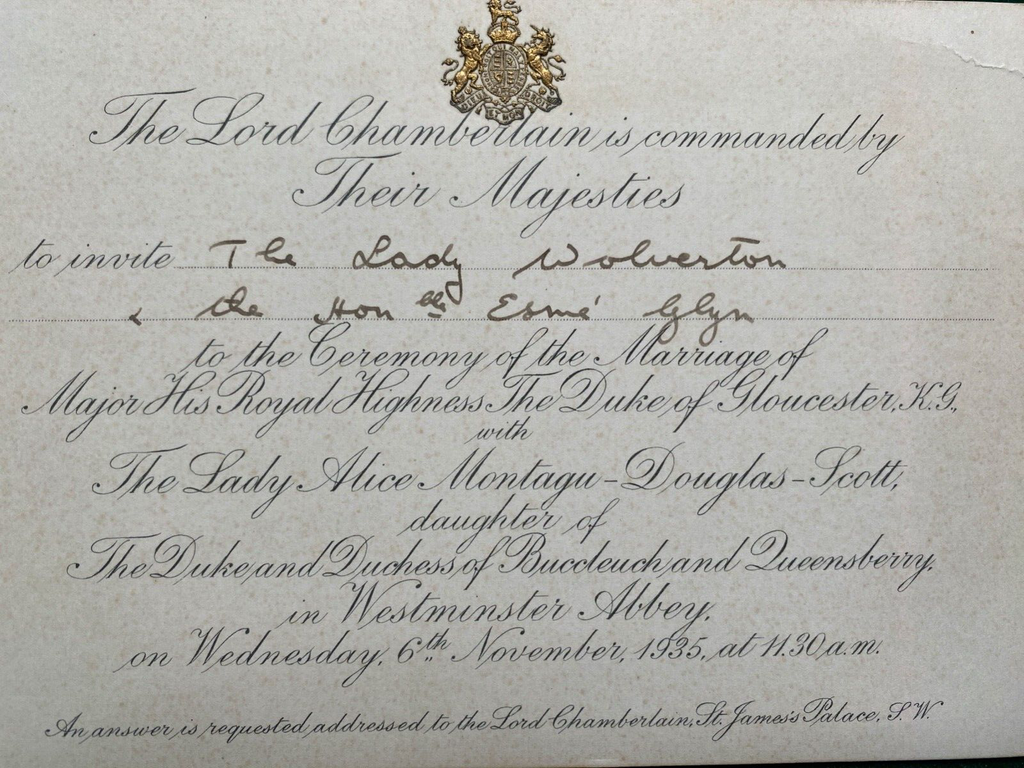 The Lord Chamberlain is commanded by
Their Majesties
to invite The Lady Wolverton
& the Honble Esmé Glyn
to the Ceremony of the Marriage of
Major His Royal Highness The Duke of Gloucester, K.G.,
with
The Lady Alice Montagu-Douglas-Scott,
daughter of
The Duke and Duchess of Buccleuch and Queensberry,
in Westminster Abbey,
on Wednesday, 6th November, 1935, at 11.30 a.m.
An answer is requested addressed to the Lord Chamberlain, St. James's Palace, S.W.